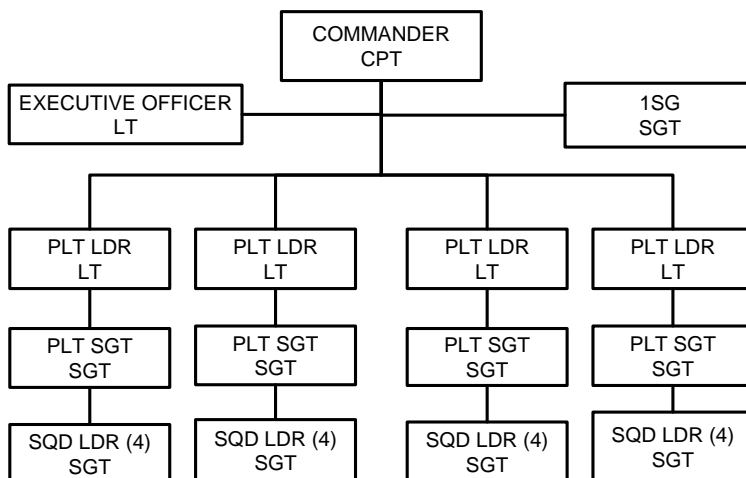 COMMANDER
CPT
EXECUTIVE OFFICER
LT
1SG
SGT
PLT LDR
LT
PLT LDR
LT
PLT LDR
LT
PLT LDR
LT
PLT SGT
SGT
PLT SGT
SGT
PLT SGT
SGT
PLT SGT
SGT
SQD LDR (4)
SGT
SQD LDR (4)
SGT
SQD LDR (4)
SGT
SQD LDR (4)
SGT